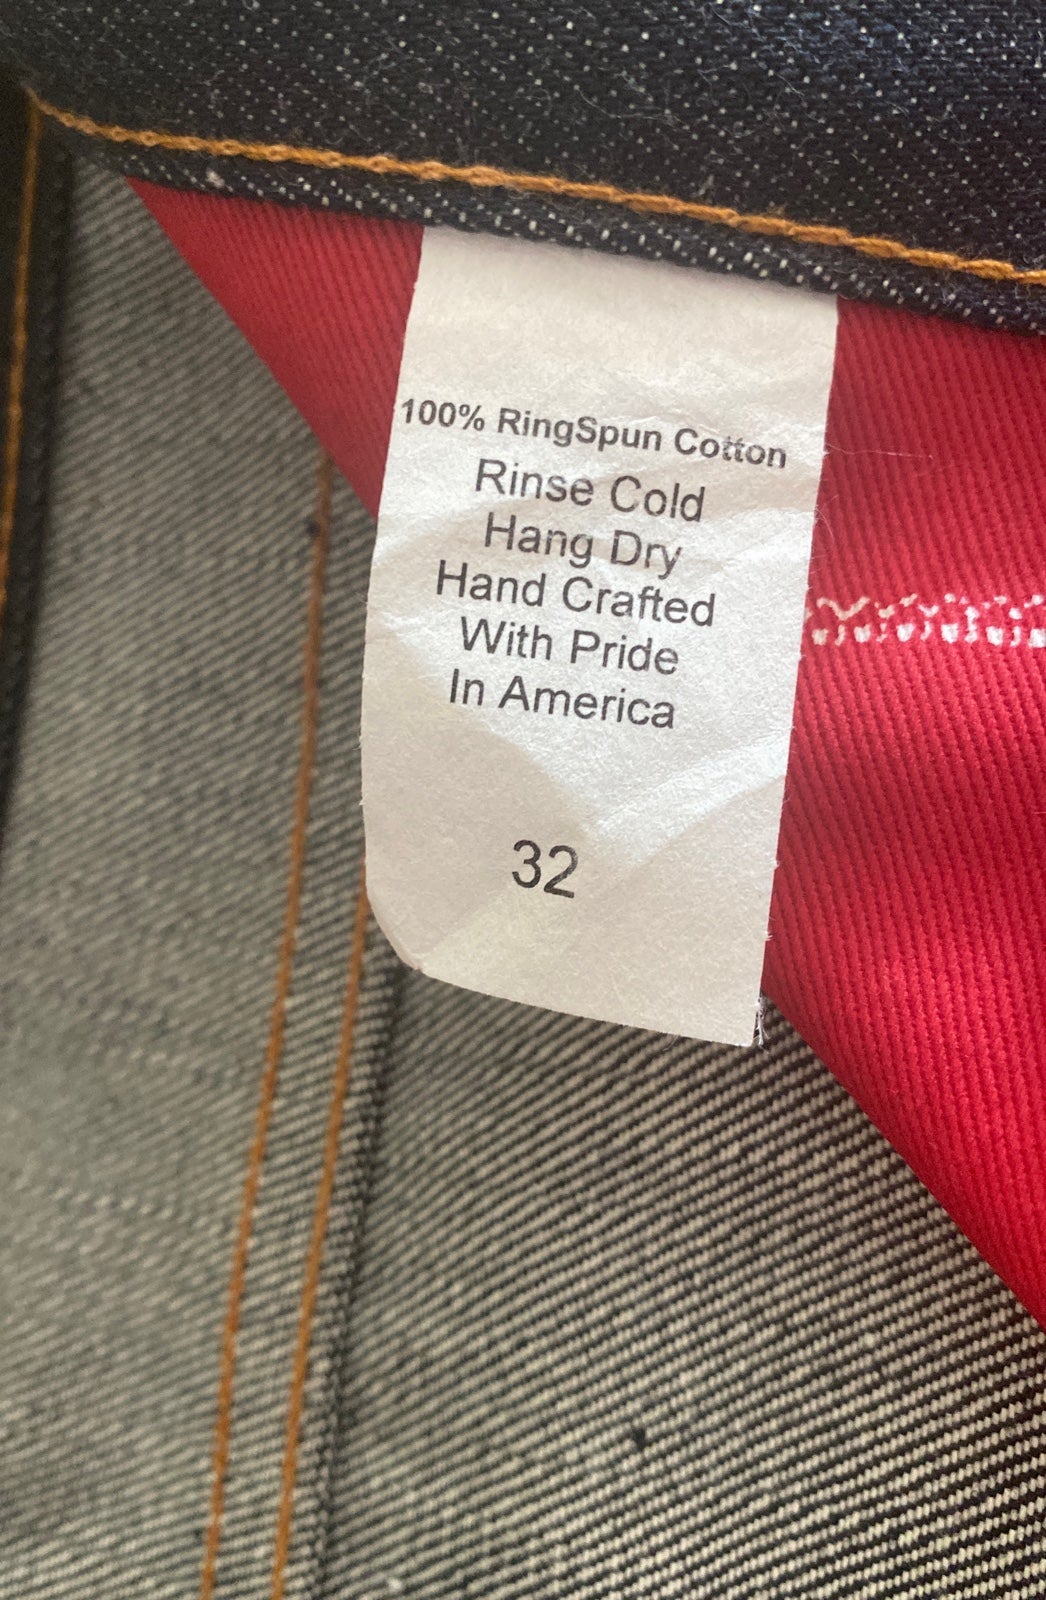 100% RingSpun Cotton
Rinse Cold
Hang Dry
Hand Crafted
With Pride
In America
32